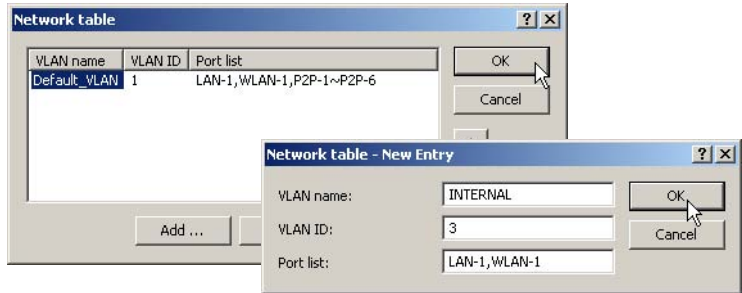 Network table
VLAN name VLAN ID Port list
Default_VLAN 1 LAN-1,WLAN-1,P2P-1~P2P-6
OK
Cancel
Add ...
Network table - New Entry
VLAN name: INTERNAL
VLAN ID: 3
Port list: LAN-1,WLAN-1
OK
Cancel